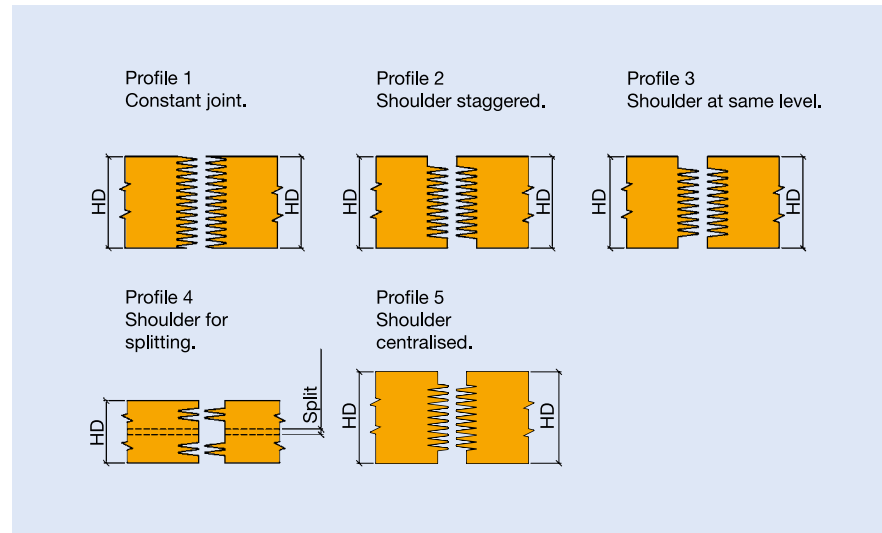 Profile 1
Constant joint.
Profile 2
Shoulder staggered.
Profile 3
Shoulder at same level.
HD
HD
HD
HD
HD
HD
Profile 4
Shoulder for
splitting.
Profile 5
Shoulder
centralised.
HD
Split
HD
HD